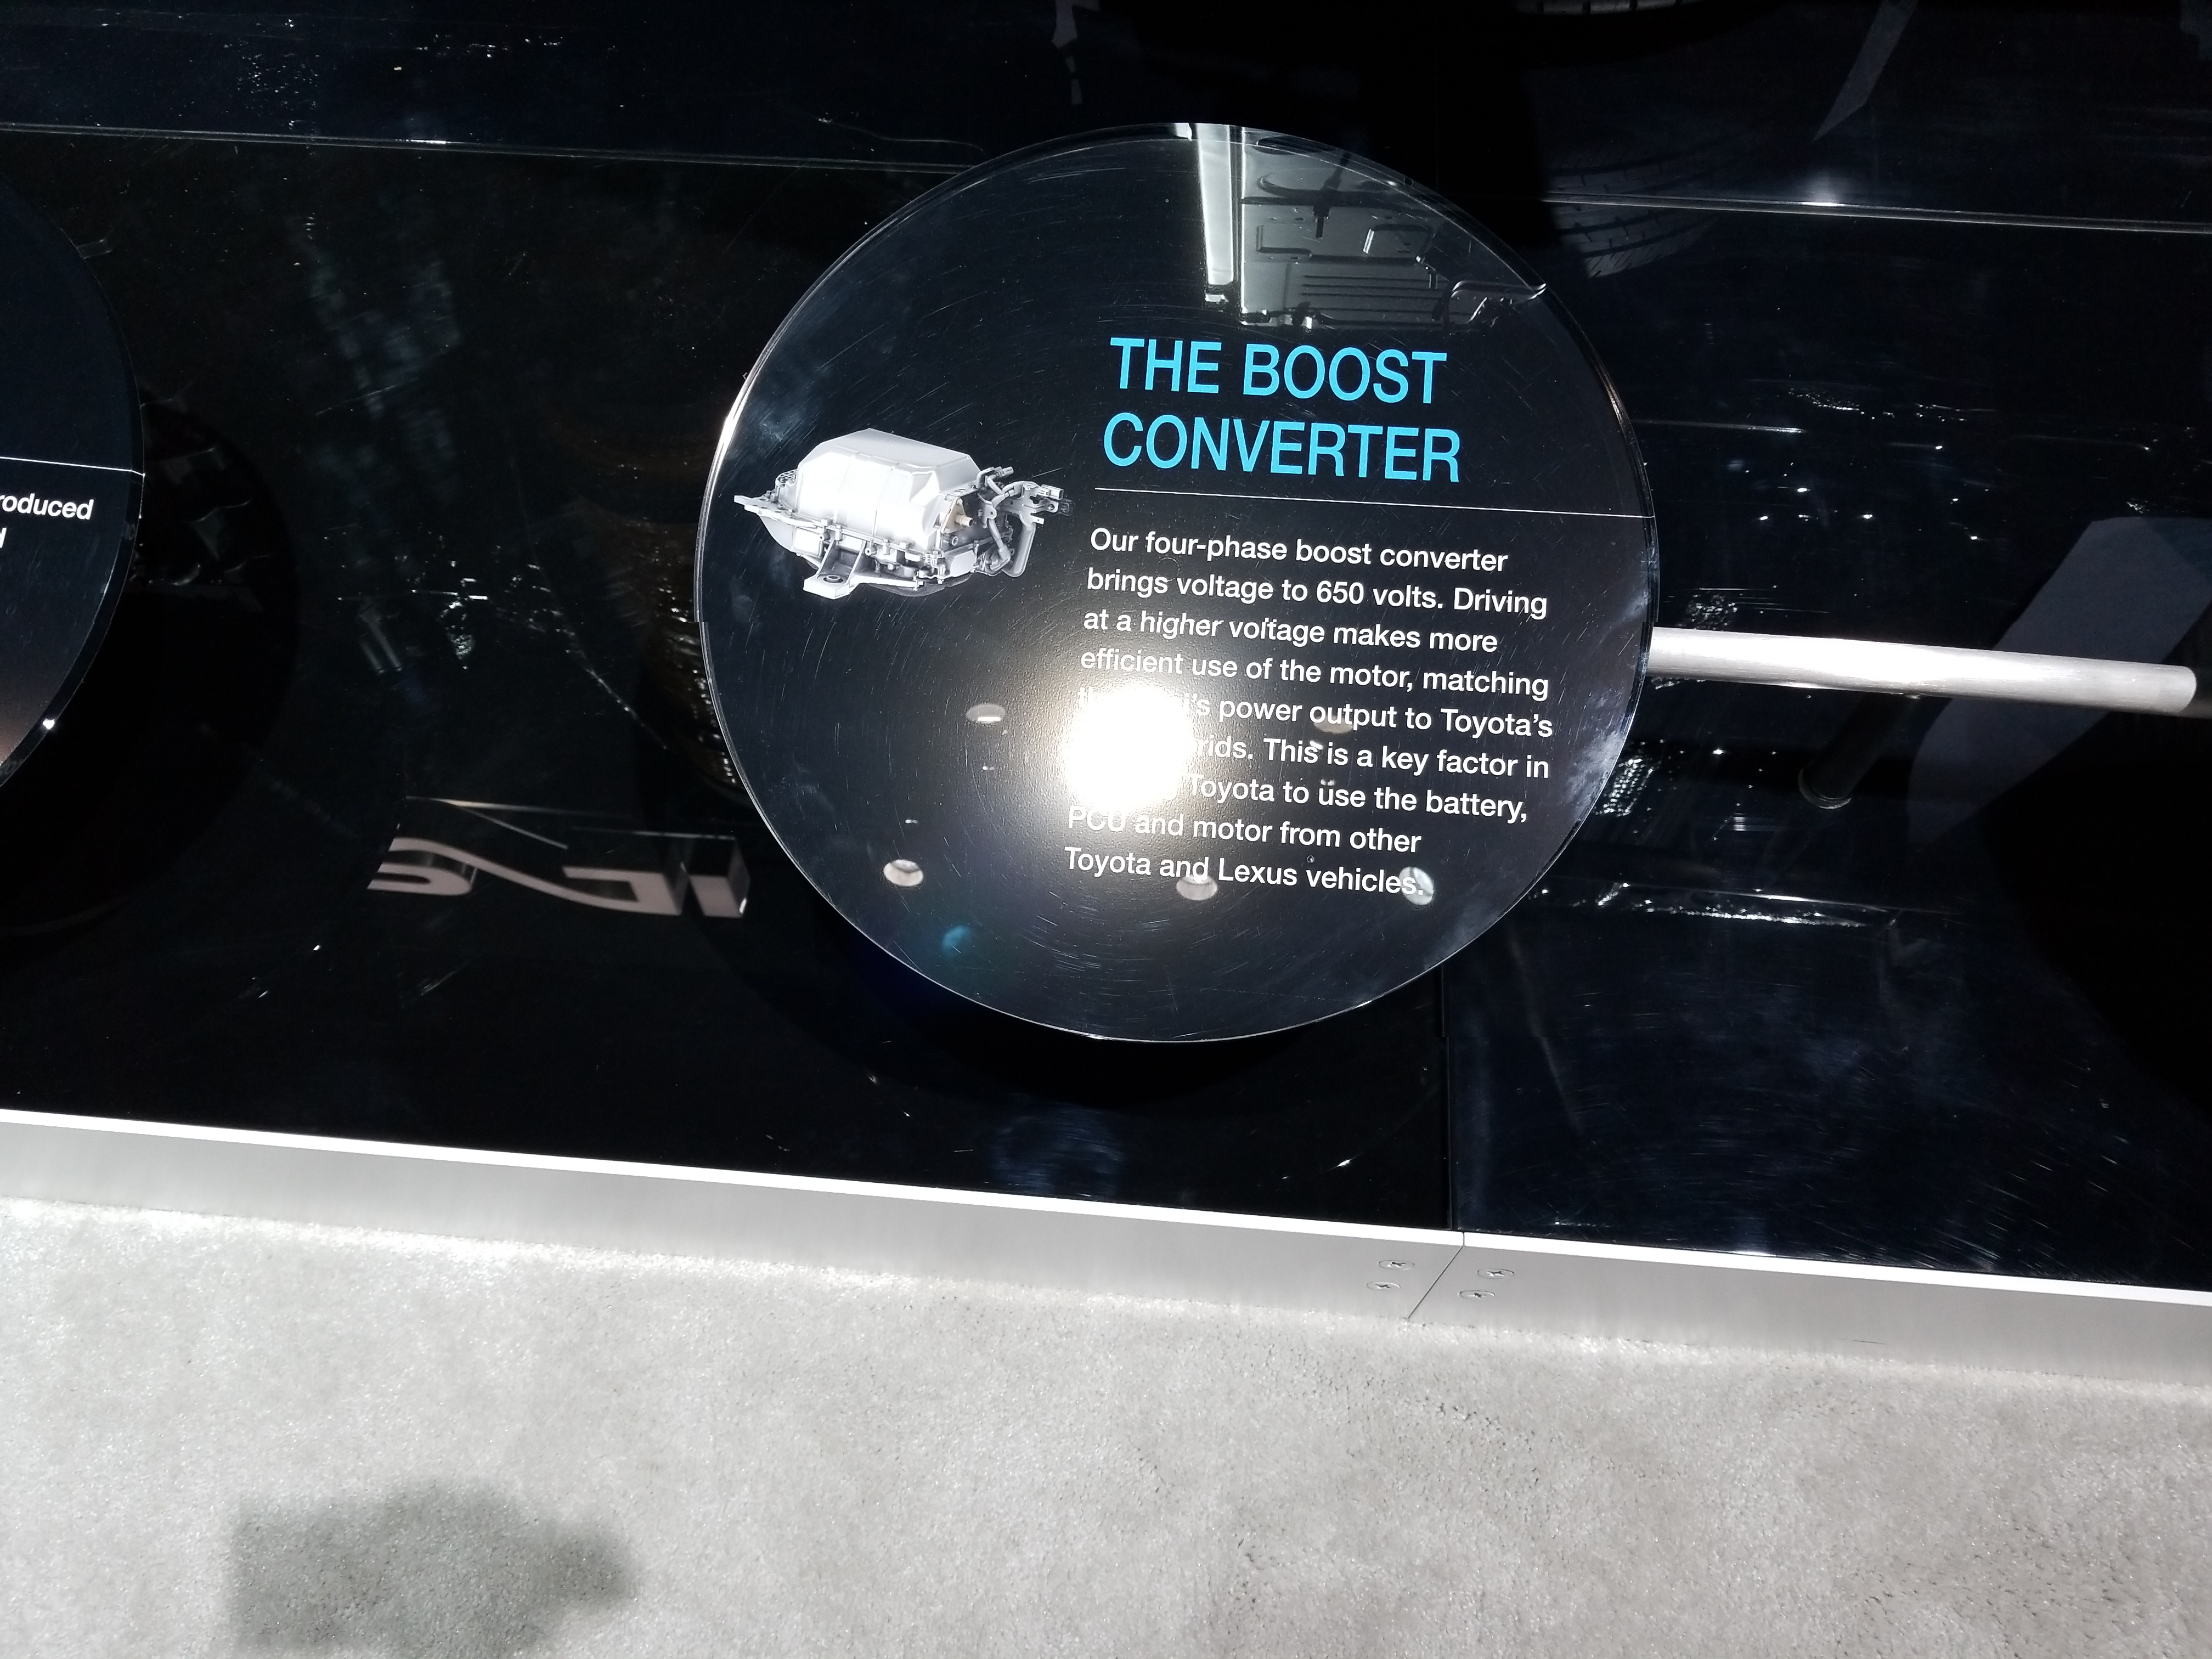 THE BOOST
CONVERTER
Our four-phase boost converter
brings voltage to 650 volts. Driving
at a higher voltage makes more
efficient use of the motor, matching
power output to Toyota's
This is a key factor in
Toyota to use the battery,
PCU and motor from other
Toyota and Lexus vehicles.